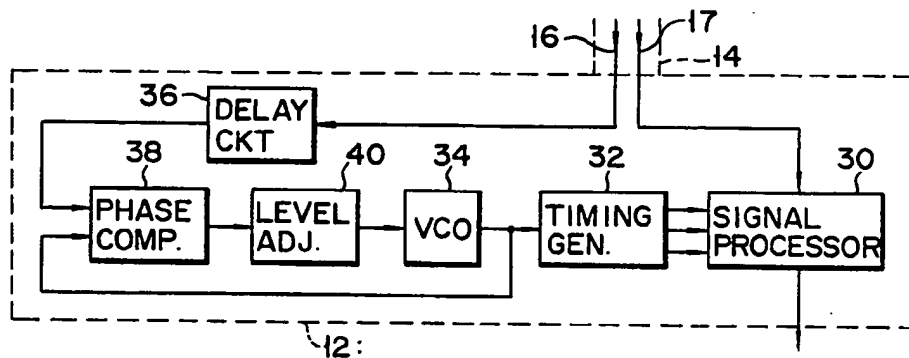 16
17
14
36
DELAY
CKT
38
PHASE
COMP.
40
LEVEL
ADJ.
34
VCO
32
TIMING
GEN.
30
SIGNAL
PROCESSOR
12: